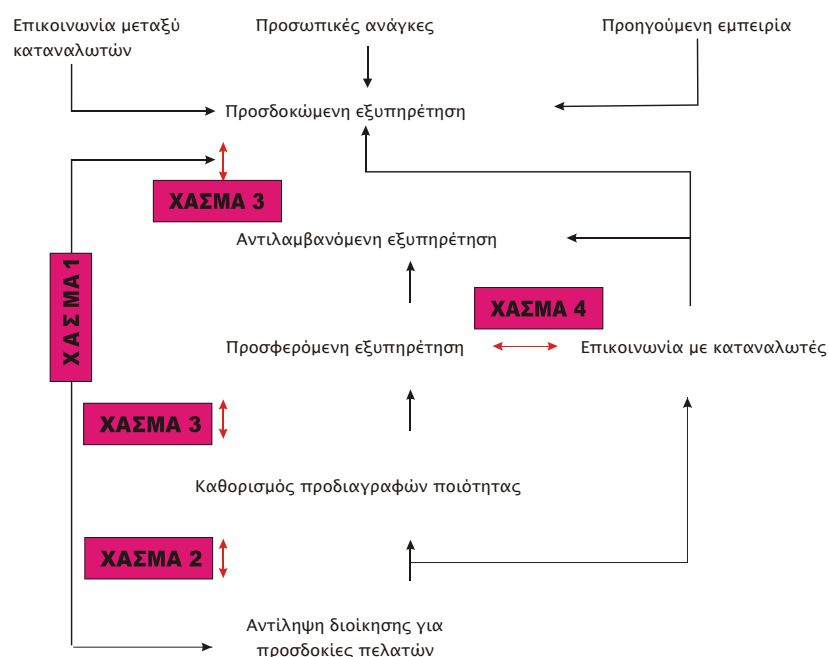 Επικοινωνία μεταξύ
καταναλωτών
Προσωπικές ανάγκες
Προηγούμενη εμπειρία
Προσδοκώμενη εξυπηρέτηση
ΧΑΣΜΑ 3
Αντιλαμβανόμενη εξυπηρέτηση
ΧΑΣΜΑ 1
ΧΑΣΜΑ 4
Προσφερόμενη εξυπηρέτηση
Επικοινωνία με καταναλωτές
ΧΑΣΜΑ 3
Καθορισμός προδιαγραφών ποιότητας
ΧΑΣΜΑ 2
Αντίληψη διοίκησης για
προσδοκίες πελατών